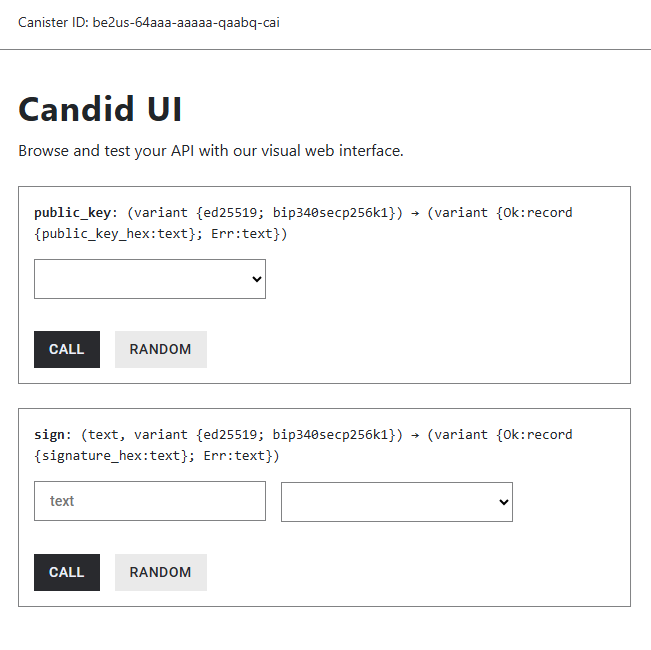 Canister ID: be2us-64aaa-aaaaa-qaabq-cai
Candid UI
Browse and test your API with our visual web interface.
public_key: (variant {ed25519; bip340secp256k1}) → (variant {Ok:record
{public_key_hex:text}; Err:text})
CALL RANDOM
sign: (text, variant {ed25519; bip340secp256k1}) → (variant {Ok:record
{signature_hex:text}; Err:text})
text
CALL RANDOM